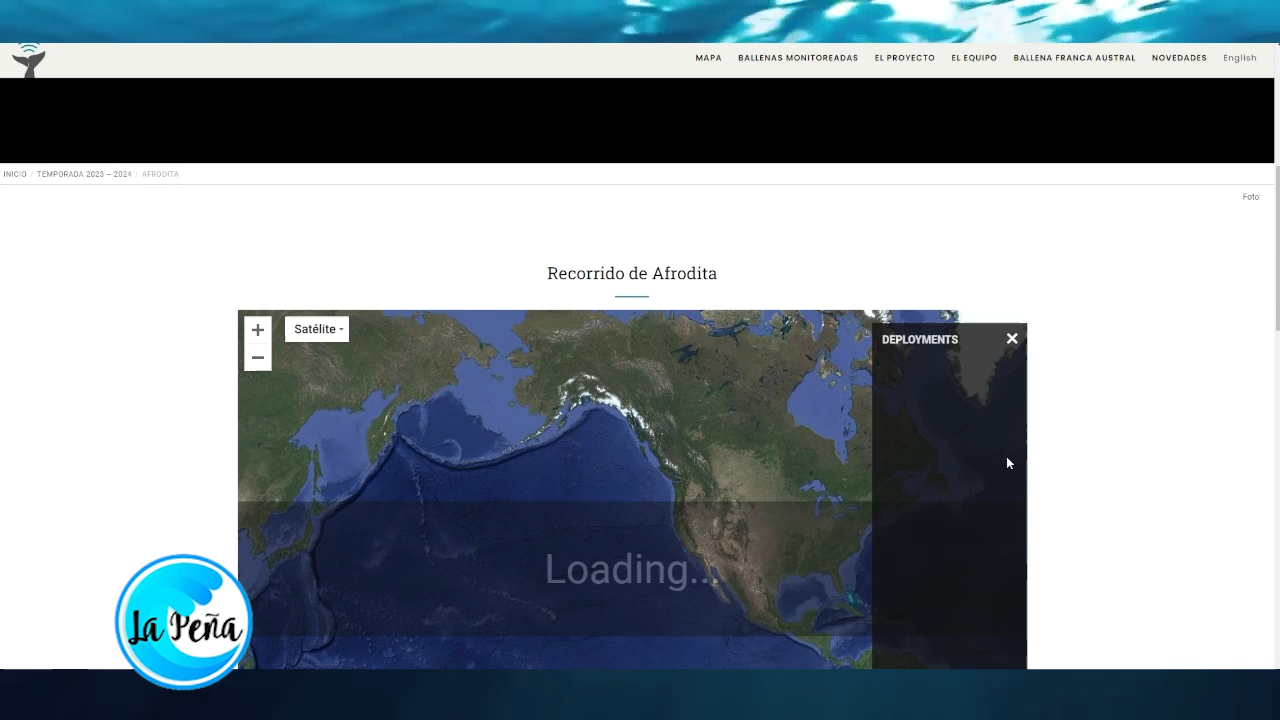 MAPA BALLENAS MONITOREADAS EL PROYECTO EL EQUIPO BALLENA FRANCA AUSTRAL NOVEDADES English
INICIO / TEMPORADA 2023 – 2024 / AFRODITA
Foto:
Recorrido de Afrodita
+
Satélite
DEPLOYMENTS ×
−
Loading...
La Peña